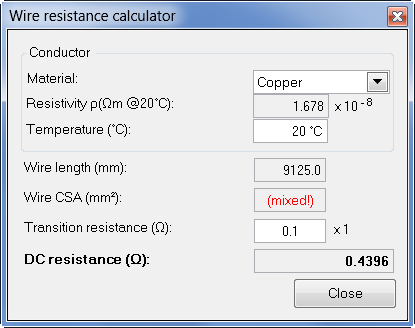 Wire resistance calculator
Conductor
Material: Copper
Resistivity ρ(Ωm @20°C): 1.678 x 10 - 8
Temperature (°C): 20 °C
Wire length (mm): 9125.0
Wire CSA (mm²): (mixed!)
Transition resistance (Ω): 0.1 x 1
DC resistance (Ω): 0.4396
Close